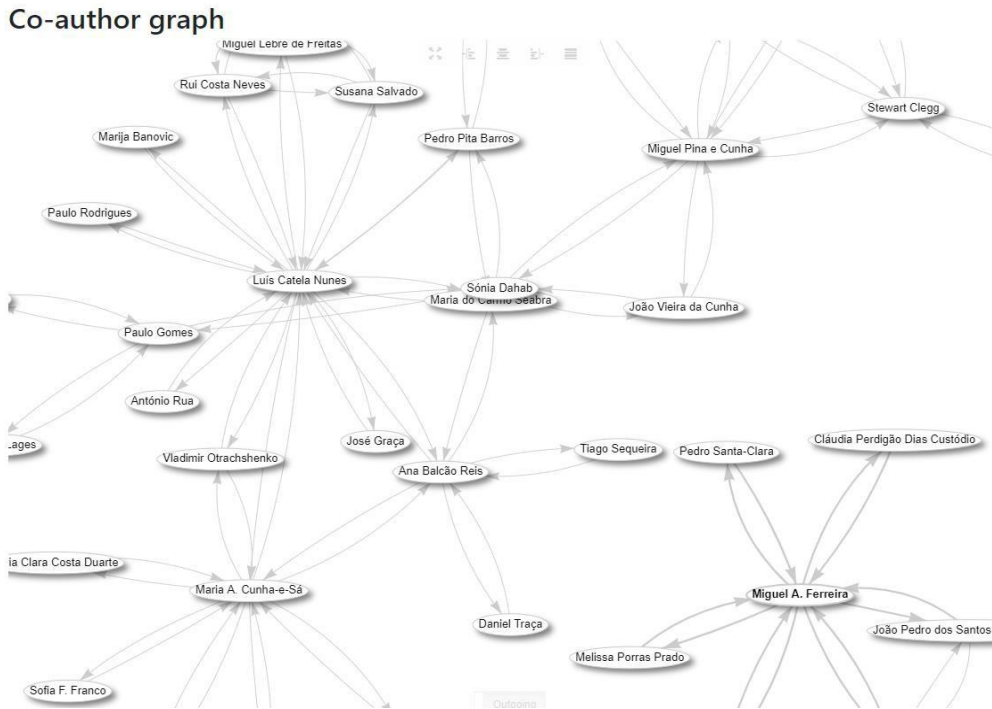 Co-author graph
Miguel Lebre de Freitas
Rui Costa Neves
Susana Salvado
Stewart Clegg
Marija Banovic
Pedro Pita Barros
Miguel Pina e Cunha
Paulo Rodrigues
Luís Catela Nunes
Sónia Dahab
Maria do Carmo Seabra
João Vieira da Cunha
Paulo Gomes
António Rua
José Graça
Lages
Vladimir Otrachshenko
Ana Balcão Reis
Tiago Sequeira
Pedro Santa-Clara
Cláudia Perdigão Dias Custódio
ia Clara Costa Duarte
Maria A. Cunha-e-Sá
Miguel A. Ferreira
Daniel Traça
João Pedro dos Santos
Melissa Porras Prado
Sofia F. Franco
Outgoing